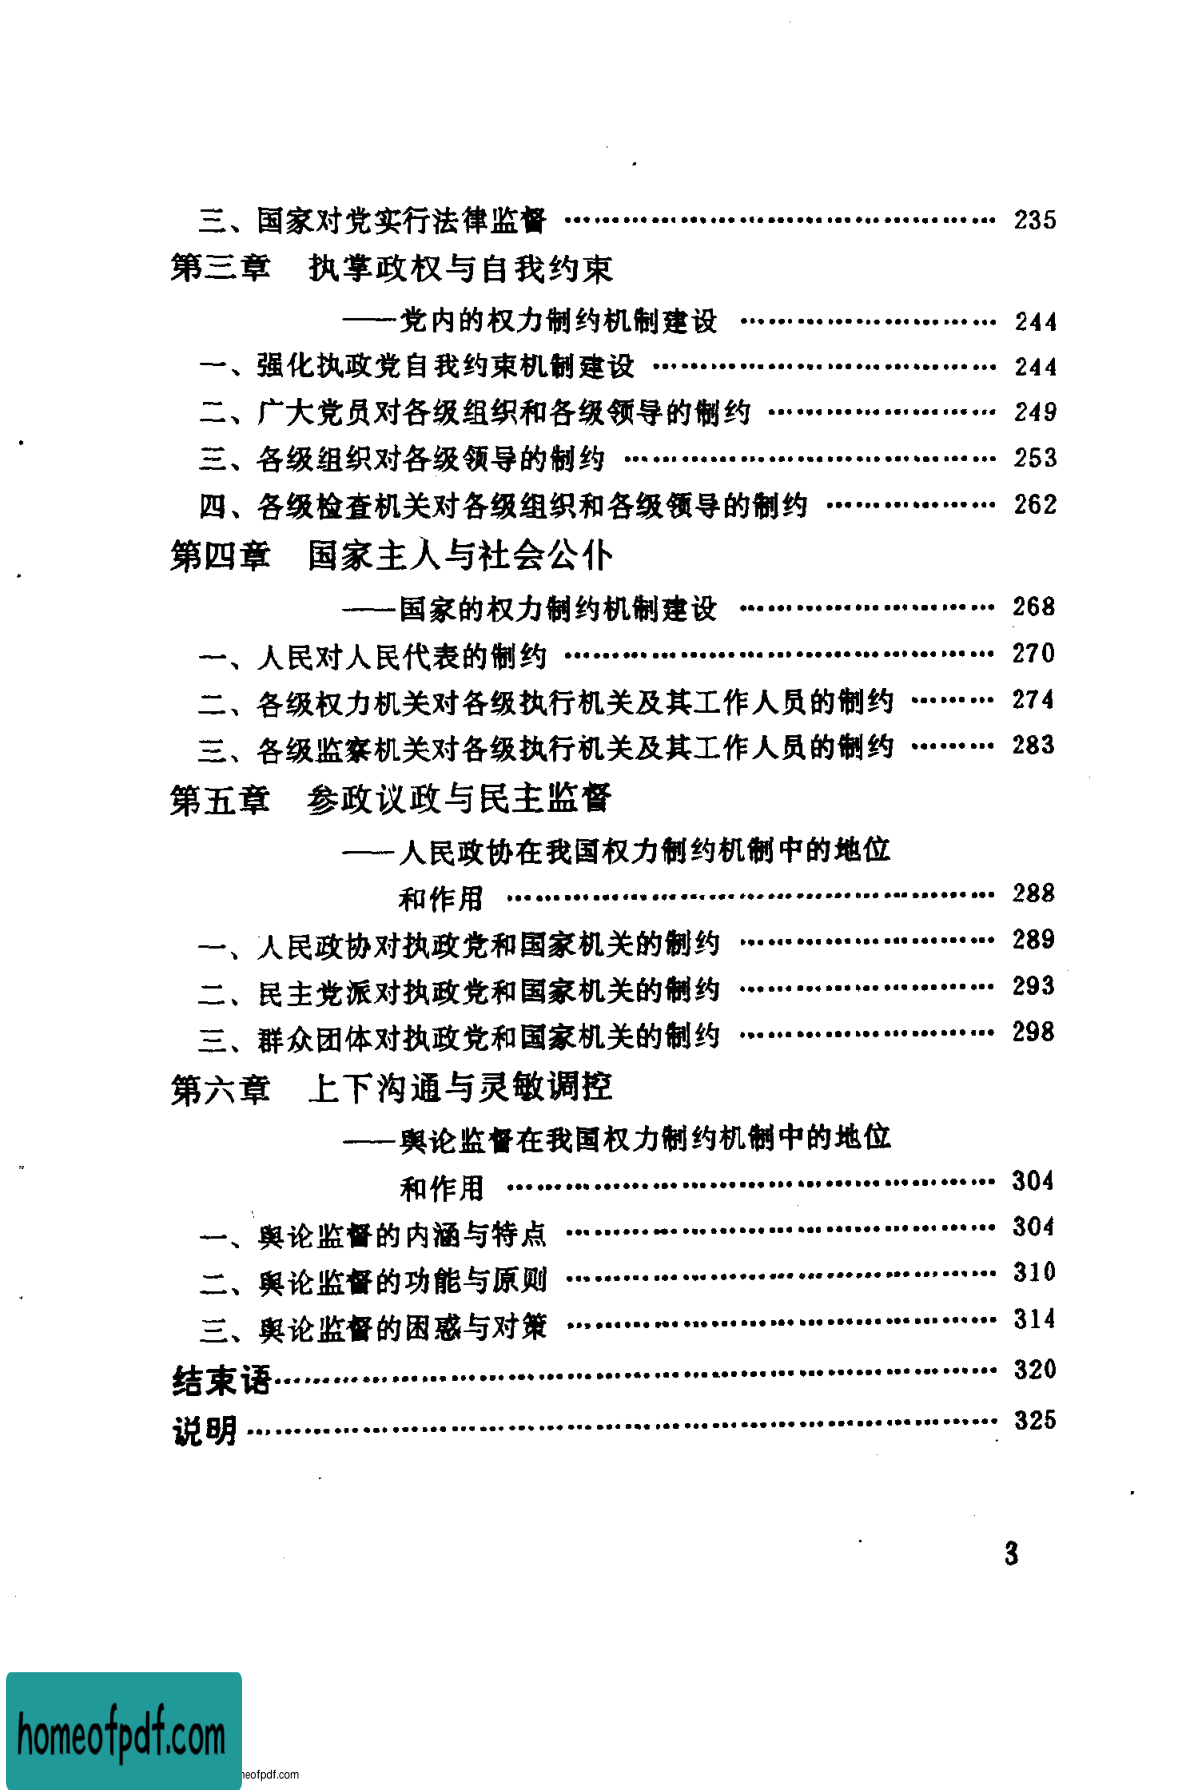 三、国家对党实行法律监督 …………………………………… 235
第三章 执掌政权与自我约束
——党内的权力制约机制建设 ……………………… 244
一、强化执政党自我约束机制建设 ……………………………… 244
二、广大党员对各级组织和各级领导的制约 …………………… 249
三、各级组织对各级领导的制约 ………………………………… 253
四、各级检查机关对各级组织和各级领导的制约 ……………… 262
第四章 国家主人与社会公仆
——国家的权力制约机制建设 ……………………… 268
一、人民对人民代表的制约 ……………………………………… 270
二、各级权力机关对各级执行机关及其工作人员的制约 ……… 274
三、各级监察机关对各级执行机关及其工作人员的制约 ……… 283
第五章 参政议政与民主监督
——人民政协在我国权力制约机制中的地位
和作用 …………………………………………… 288
一、人民政协对执政党和国家机关的制约 ……………………… 289
二、民主党派对执政党和国家机关的制约 ……………………… 293
三、群众团体对执政党和国家机关的制约 ……………………… 298
第六章 上下沟通与灵敏调控
——舆论监督在我国权力制约机制中的地位
和作用 …………………………………………… 304
一、舆论监督的内涵与特点 ……………………………………… 304
二、舆论监督的功能与原则 ……………………………………… 310
三、舆论监督的困惑与对策 ……………………………………… 314
结束语………………………………………………………………… 320
说明…………………………………………………………………… 325
3
homeofpdf.com
eofpdf.com